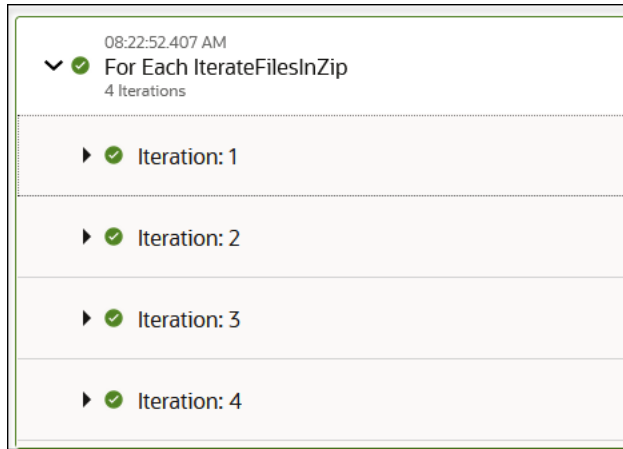 08:22:52.407 AM
For Each IterateFilesInZip
4 Iterations
Iteration: 1
Iteration: 2
Iteration: 3
Iteration: 4